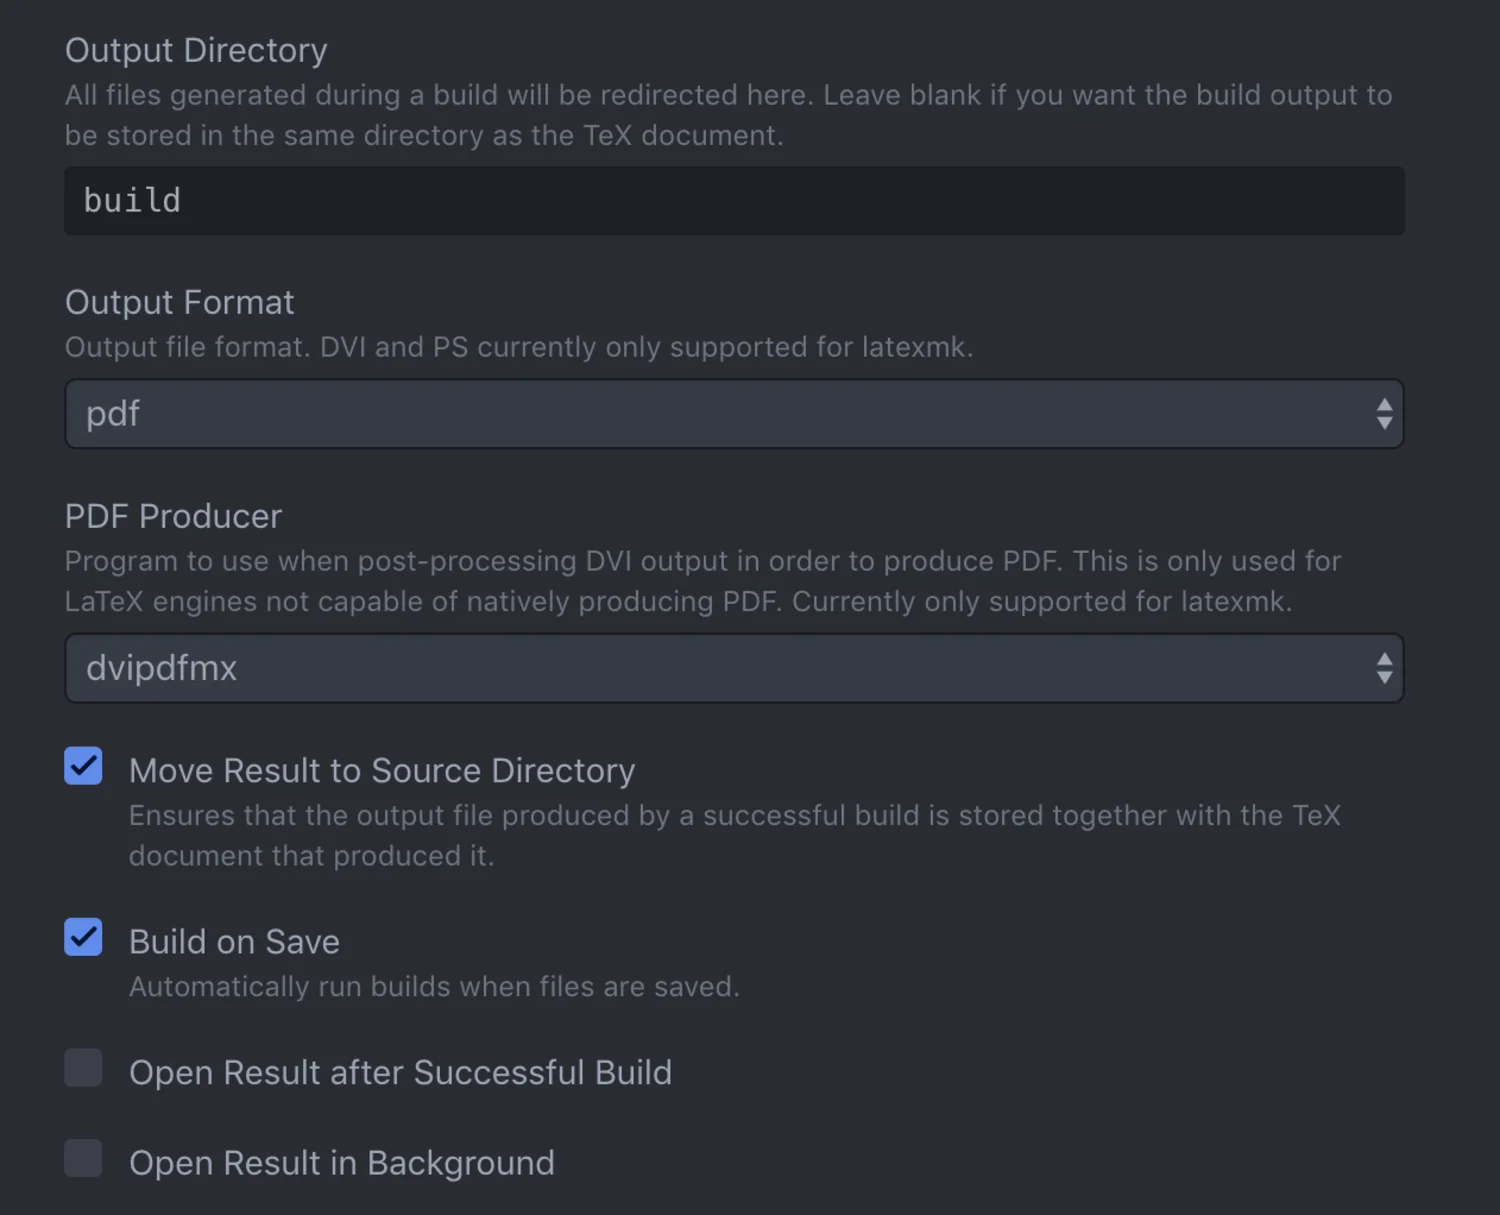 Output Directory
All files generated during a build will be redirected here. Leave blank if you want the build output to
be stored in the same directory as the TeX document.
build
Output Format
Output file format. DVI and PS currently only supported for latexmk.
pdf
PDF Producer
Program to use when post-processing DVI output in order to produce PDF. This is only used for
LaTeX engines not capable of natively producing PDF. Currently only supported for latexmk.
dvipdfmx
Move Result to Source Directory
Ensures that the output file produced by a successful build is stored together with the TeX
document that produced it.
Build on Save
Automatically run builds when files are saved.
Open Result after Successful Build
Open Result in Background